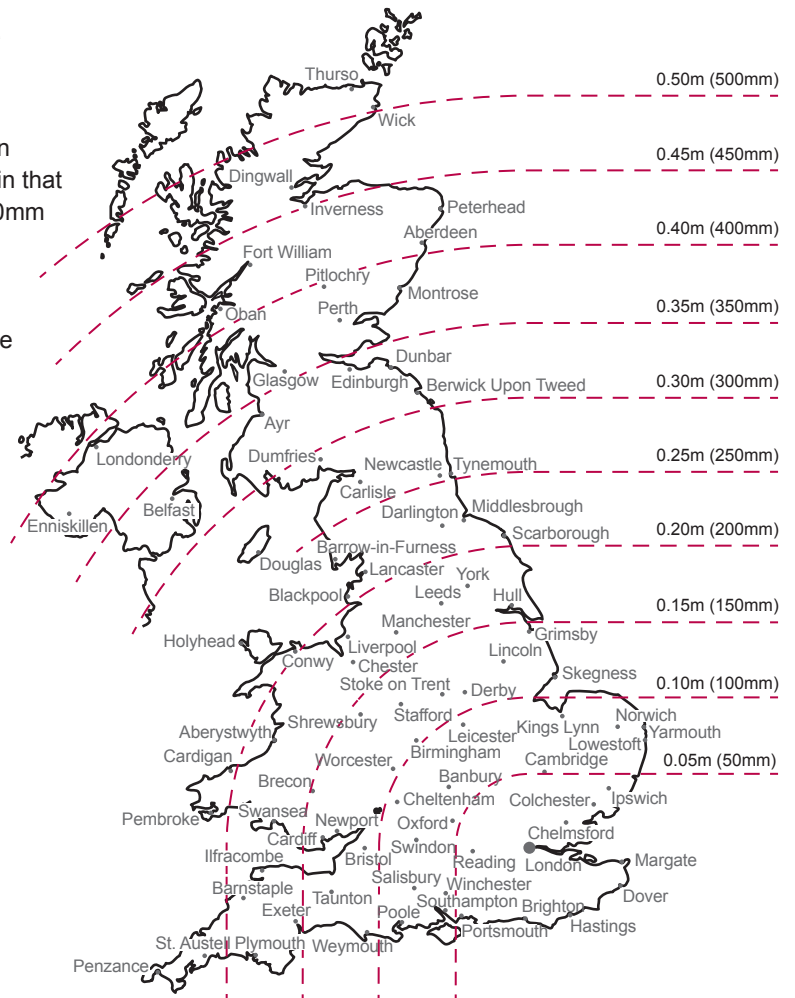 Thurso
0.50m (500mm)
Wick
n
in that
0mm
0.45m (450mm)
Dingwall
Inverness
Peterhead
Aberdeen
0.40m (400mm)
Fort William
Pitlochry
Montrose
Oban
Perth
0.35m (350mm)
e
Dunbar
Glasgow
Edinburgh
Berwick Upon Tweed
0.30m (300mm)
Ayr
Londonderry
Dumfries
Newcastle
Tynemouth
0.25m (250mm)
Carlisle
Belfast
Enniskillen
Middlesbrough
Darlington
Scarborough
0.20m (200mm)
Barrow-in-Furness
Douglas
Lancaster
York
Leeds
Hull
Blackpool
0.15m (150mm)
Manchester
Grimsby
Holyhead
Liverpool
Conwy
Lincoln
Chester
Skegness
Stoke on Trent
Derby
0.10m (100mm)
Shrewsbury
Stafford
Kings Lynn
Norwich
Leicester
Yarmouth
Aberystwyth
Birmingham
Lowestoft
Cardigan
Worcester
Cambridge
0.05m (50mm)
Brecon
Banbury
Ipswich
Cheltenham
Colchester
Pembroke
Swansea
Newport
Oxford
Chelmsford
Cardiff
Swindon
Ilfracombe
Bristol
Reading
London
Margate
Salisbury
Barnstaple
Taunton
Winchester
Dover
Southampton
Exeter
Poole
Brighton
Hastings
Portsmouth
St. Austell
Plymouth
Weymouth
Penzance